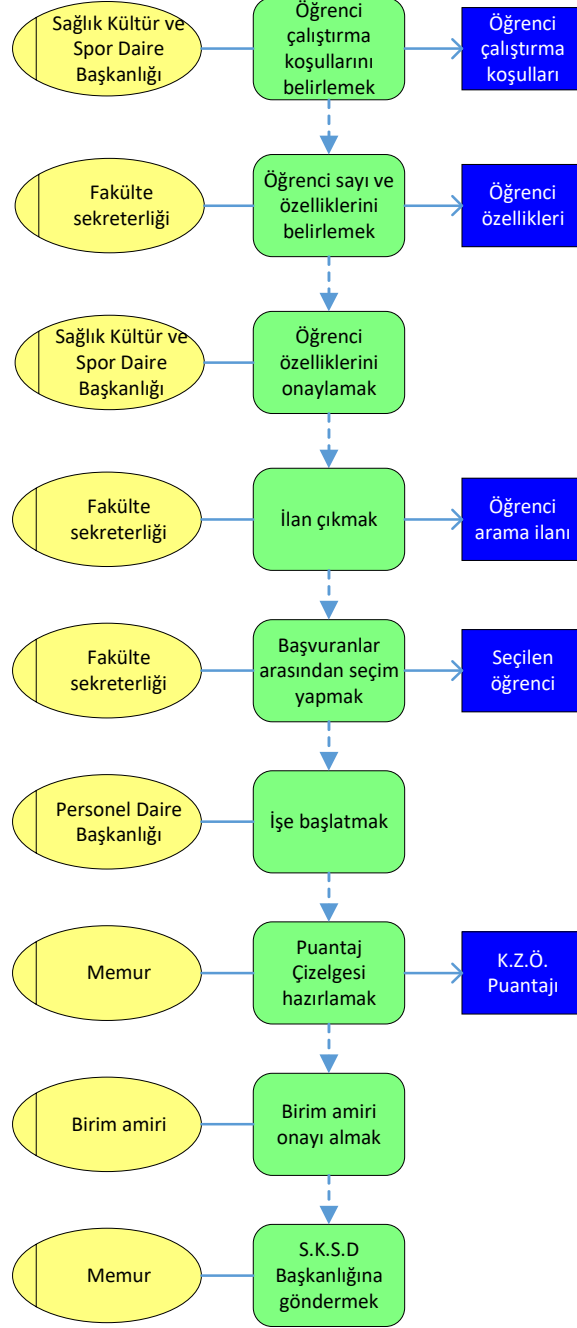 Sağlık Kültür ve
Spor Daire
Başkanlığı
Öğrenci
çalıştırma
koşullarını
belirlemek
Öğrenci
çalıştırma
koşulları
Fakülte
sekreterliği
Öğrenci sayı ve
özelliklerini
belirlemek
Öğrenci
özellikleri
Sağlık Kültür ve
Spor Daire
Başkanlığı
Öğrenci
özelliklerini
onaylamak
Fakülte
sekreterliği
İlan çıkmak
Öğrenci
arama ilanı
Fakülte
sekreterliği
Başvuranlar
arasından seçim
yapmak
Seçilen
öğrenci
Personel Daire
Başkanlığı
İşe başlatmak
Memur
Puantaj
Çizelgesi
hazırlamak
K.Z.Ö.
Puantajı
Birim amiri
Birim amiri
onayı almak
Memur
S.K.S.D
Başkanlığına
göndermek